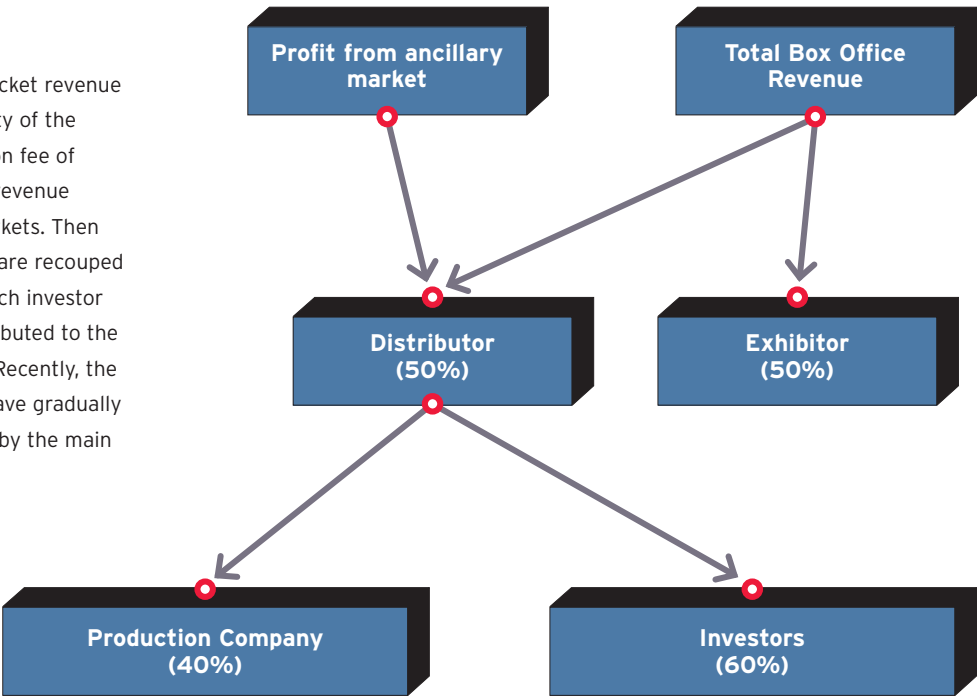 cket revenue
ty of the
on fee of
revenue
kets. Then
are recouped
ch investor
buted to the
Recently, the
ave gradually
by the main
Profit from ancillary
market
Total Box Office
Revenue
Distributor
(50%)
Exhibitor
(50%)
Production Company
(40%)
Investors
(60%)